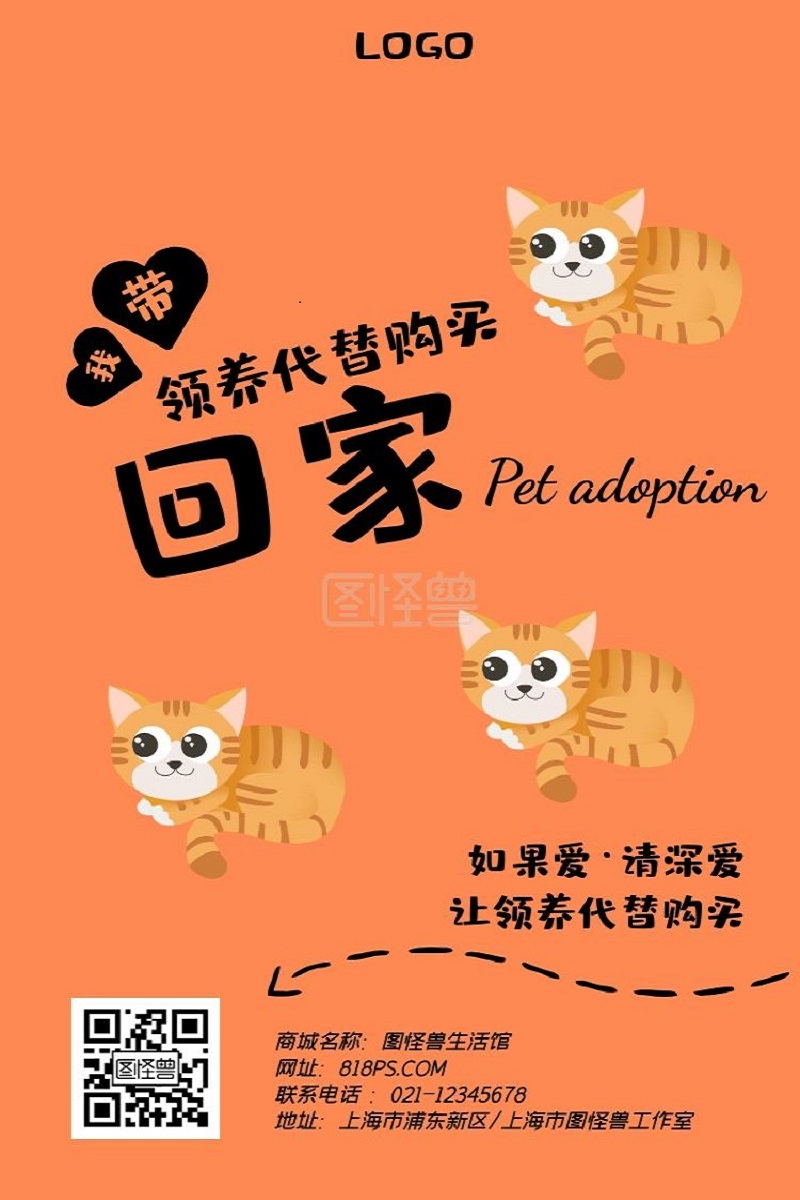 LOGO
带
我
领养代替购买
回家
Pet adoption
图怪兽
如果爱·请深爱
让领养代替购买
图怪兽
商城名称：图怪兽生活馆
网址：818PS.COM
联系电话：021-12345678
地址：上海市浦东新区/上海市图怪兽工作室